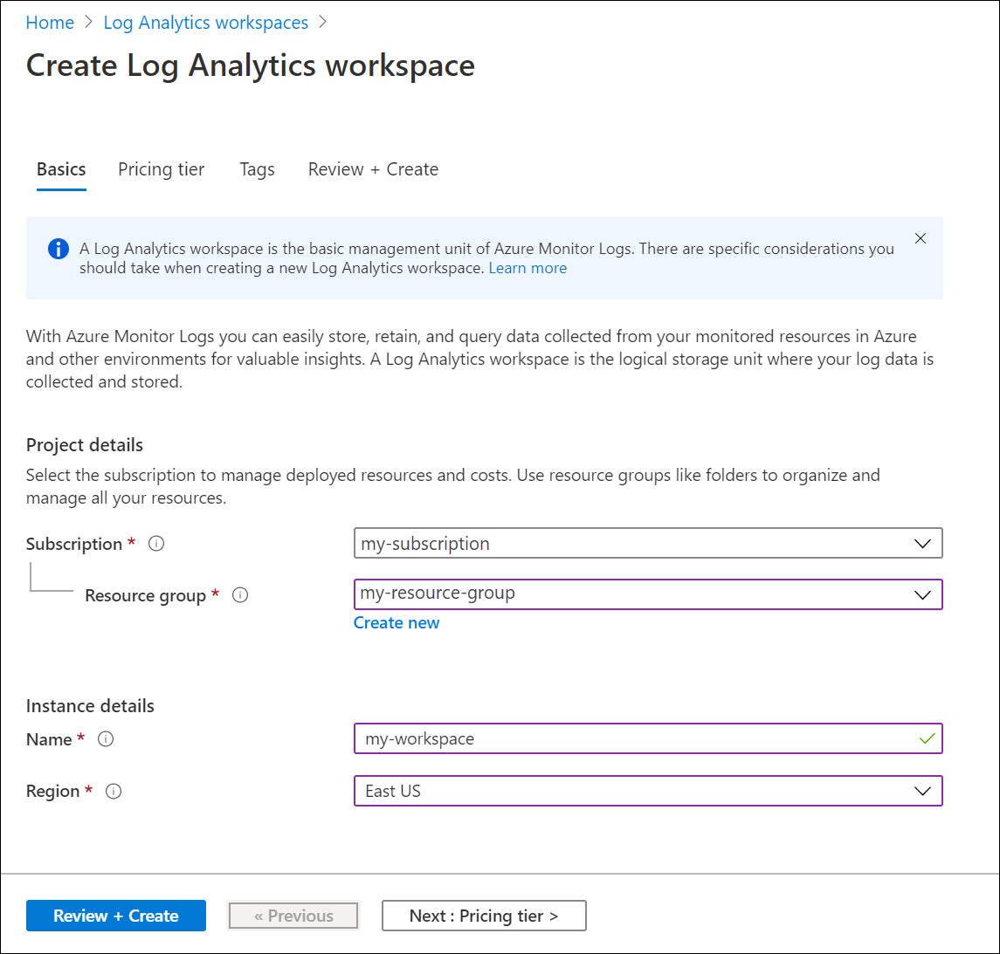 Home > Log Analytics workspaces >
Create Log Analytics workspace
Basics Pricing tier Tags Review + Create
A Log Analytics workspace is the basic management unit of Azure Monitor Logs. There are specific considerations you
should take when creating a new Log Analytics workspace. Learn more
With Azure Monitor Logs you can easily store, retain, and query data collected from your monitored resources in Azure
and other environments for valuable insights. A Log Analytics workspace is the logical storage unit where your log data is
collected and stored.
Project details
Select the subscription to manage deployed resources and costs. Use resource groups like folders to organize and
manage all your resources.
Subscription * my-subscription
Resource group * my-resource-group
Create new
Instance details
Name * my-workspace
Region * East US
Review + Create « Previous Next : Pricing tier >